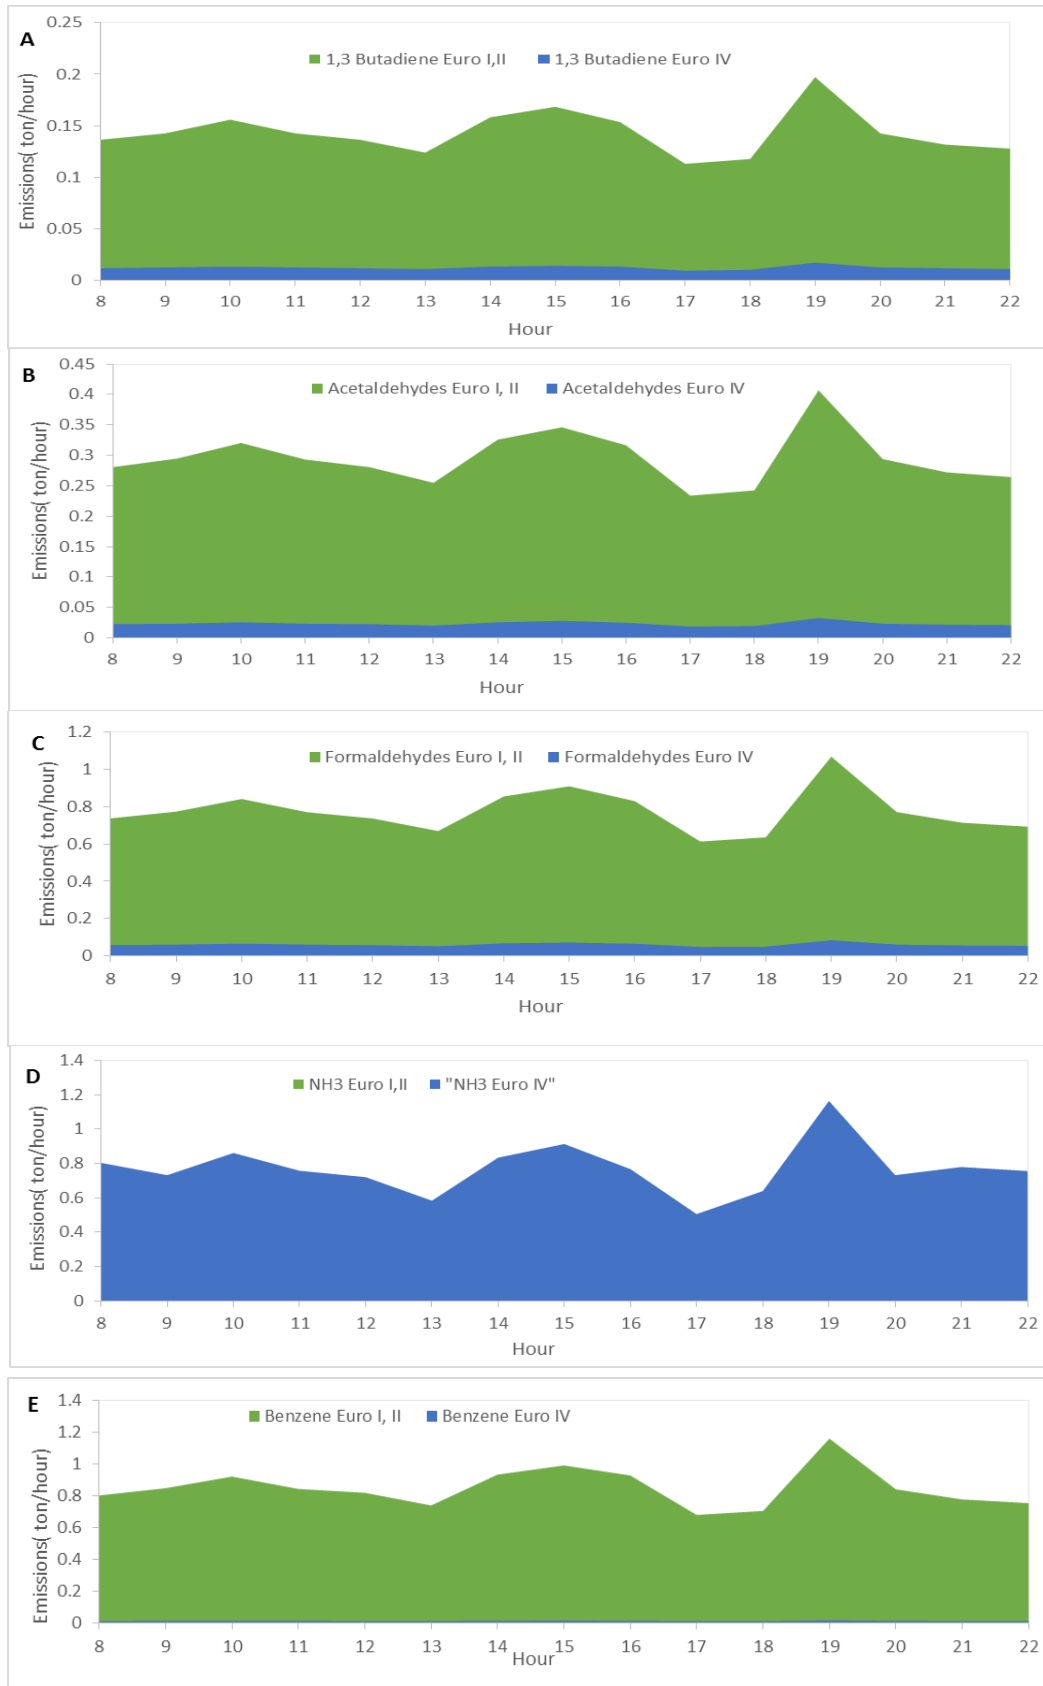 A
1,3 Butadiene Euro I,II 1,3 Butadiene Euro IV
Emissions( ton/hour)
0.25
0.2
0.15
0.1
0.05
0
8 9 10 11 12 13 14 15 16 17 18 19 20 21 22
Hour
B
Acetaldehydes Euro I, II Acetaldehydes Euro IV
Emissions( ton/hour)
0.45
0.4
0.35
0.3
0.25
0.2
0.15
0.1
0.05
0
8 9 10 11 12 13 14 15 16 17 18 19 20 21 22
Hour
C
Formaldehydes Euro I, II Formaldehydes Euro IV
Emissions( ton/hour)
1.2
1
0.8
0.6
0.4
0.2
0
8 9 10 11 12 13 14 15 16 17 18 19 20 21 22
Hour
D
NH3 Euro I,II "NH3 Euro IV"
Emissions( ton/hour)
1.4
1.2
1
0.8
0.6
0.4
0.2
0
8 9 10 11 12 13 14 15 16 17 18 19 20 21 22
Hour
E
Benzene Euro I, II Benzene Euro IV
Emissions( ton/hour)
1.4
1.2
1
0.8
0.6
0.4
0.2
0
8 9 10 11 12 13 14 15 16 17 18 19 20 21 22
Hour